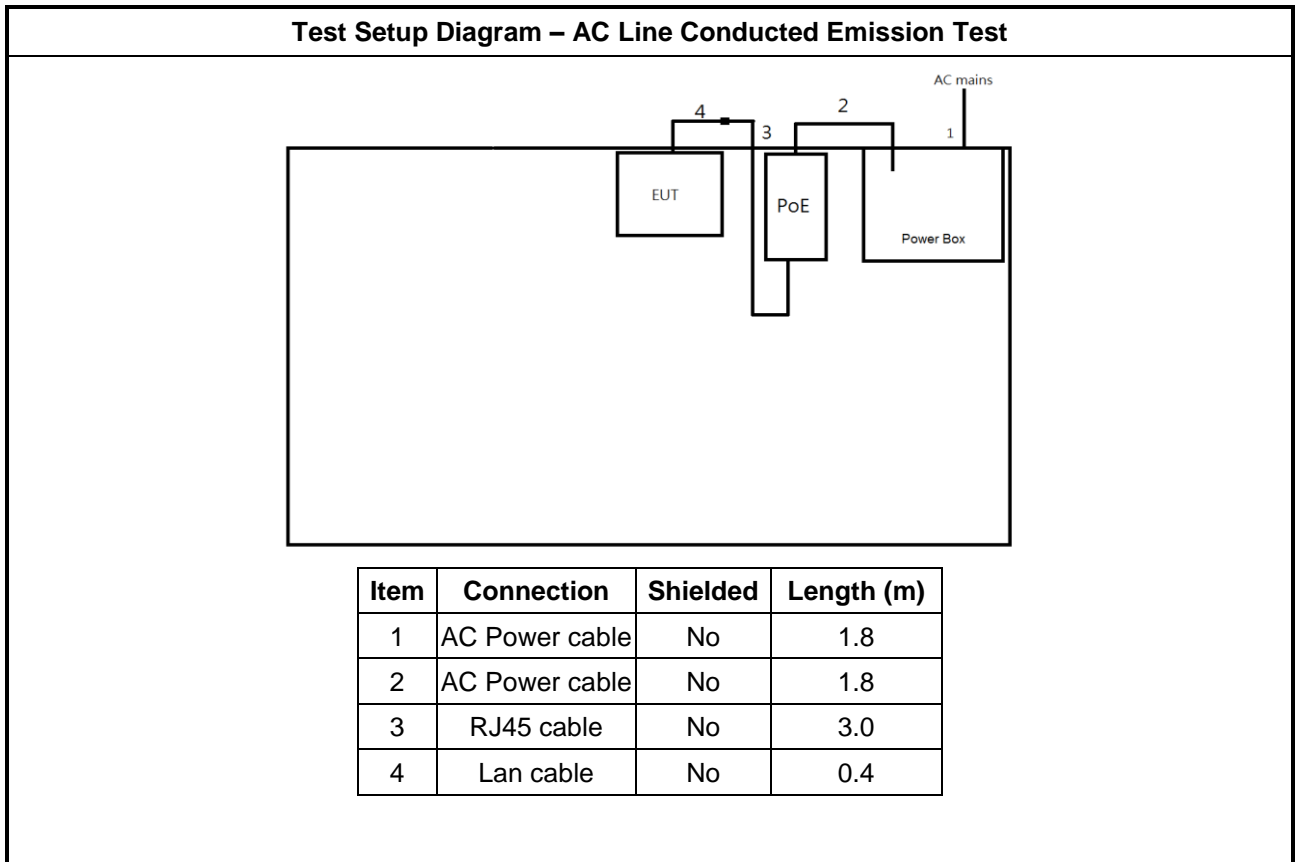 Test Setup Diagram – AC Line Conducted Emission Test
AC mains
4
2
3
1
EUT
PoE
Power Box
Item Connection Shielded Length (m)
1 AC Power cable No 1.8
2 AC Power cable No 1.8
3 RJ45 cable No 3.0
4 Lan cable No 0.4